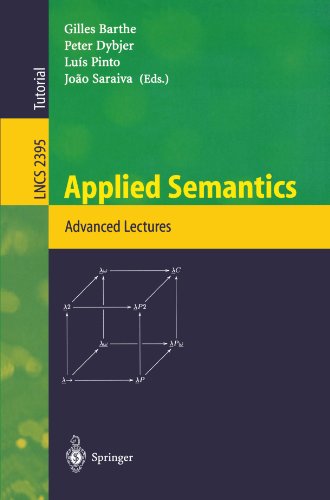 Gilles Barthe
Peter Dybjer
Luís Pinto
João Saraiva (Eds.)
Tutorial
LNCS 2395
Applied Semantics
Advanced Lectures
λω λC
λ2 λP2
λω λPω
λ→ λP
Springer